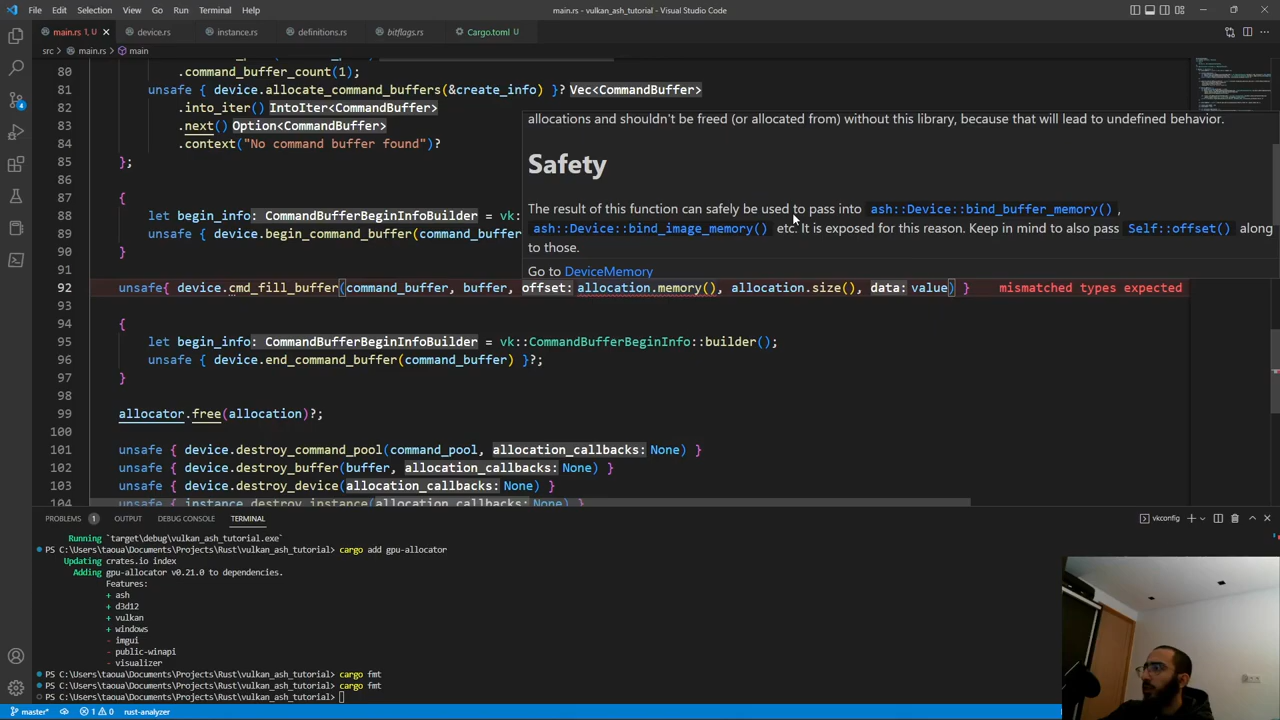 File Edit Selection View Go Run Terminal Help
main.rs - vulkan_ash_tutorial - Visual Studio Code
main.rs 1, U
device.rs
instance.rs
definitions.rs
bitflags.rs
Cargo.toml U
src > main.rs > main
80
81
82
83
84
85
86
87
88
89
90
91
92
93
94
95
96
97
98
99
100
101
102
103
104
.command_buffer_count(1);
unsafe { device.allocate_command_buffers(&create_info) }? Vec<CommandBuffer>
.into_iter() IntoIter<CommandBuffer>
.next() Option<CommandBuffer>
.context("No command buffer found")?
};
{
let begin_info: CommandBufferBeginInfoBuilder = vk:
unsafe { device.begin_command_buffer(command_buffer
}
unsafe{ device.cmd_fill_buffer(command_buffer, buffer, offset: allocation.memory(), allocation.size(), data: value) } mismatched types expected
{
let begin_info: CommandBufferBeginInfoBuilder = vk::CommandBufferBeginInfo::builder();
unsafe { device.end_command_buffer(command_buffer) }?;
}
allocator.free(allocation)?;
unsafe { device.destroy_command_pool(command_pool, allocation_callbacks: None) }
unsafe { device.destroy_buffer(buffer, allocation_callbacks: None) }
unsafe { device.destroy_device(allocation_callbacks: None) }
unsafe { instance.destroy_instance(allocation_callbacks: None) }
allocations and shouldn't be freed (or allocated from) without this library, because that will lead to undefined behavior.
Safety
The result of this function can safely be used to pass into ash::Device::bind_buffer_memory() ,
ash::Device::bind_image_memory() etc. It is exposed for this reason. Keep in mind to also pass Self::offset() along
to those.
Go to DeviceMemory
PROBLEMS 1 OUTPUT DEBUG CONSOLE TERMINAL
vkconfig
Running `target\debug\vulkan_ash_tutorial.exe`
PS C:\Users\taoua\Documents\Projects\Rust\vulkan_ash_tutorial> cargo add gpu-allocator
Updating crates.io index
Adding gpu-allocator v0.21.0 to dependencies.
Features:
+ ash
+ d3d12
+ vulkan
+ windows
- imgui
- public-winapi
- visualizer
PS C:\Users\taoua\Documents\Projects\Rust\vulkan_ash_tutorial> cargo fmt
PS C:\Users\taoua\Documents\Projects\Rust\vulkan_ash_tutorial> cargo fmt
PS C:\Users\taoua\Documents\Projects\Rust\vulkan_ash_tutorial>
4
master* 1 0 rust-analyzer